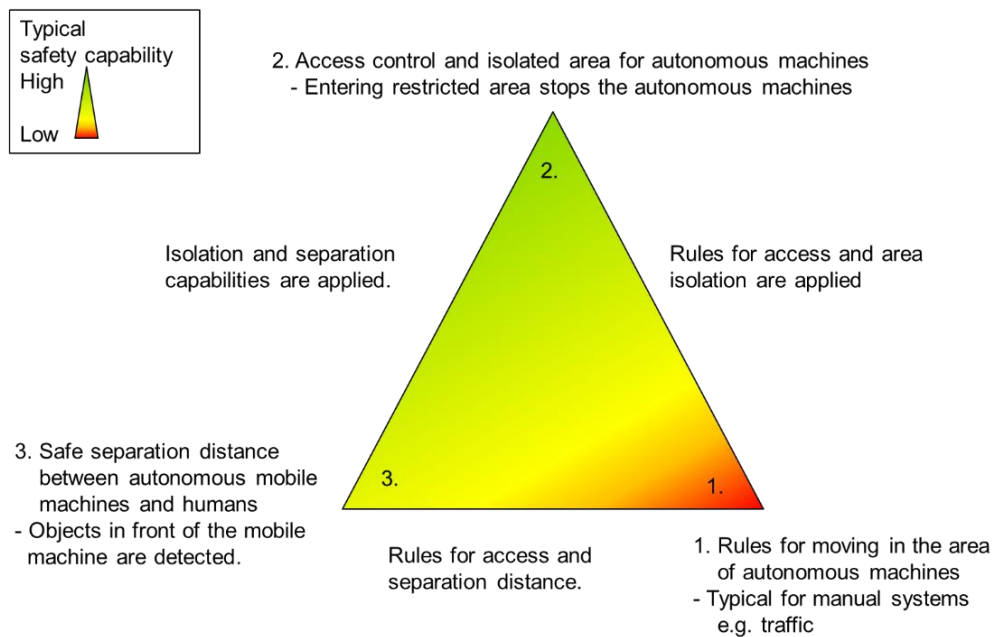 Typical
safety capability
High
Low
2. Access control and isolated area for autonomous machines
- Entering restricted area stops the autonomous machines
2.
Isolation and separation
capabilities are applied.
Rules for access and area
isolation are applied
3. Safe separation distance
between autonomous mobile
machines and humans
- Objects in front of the mobile
machine are detected.
3.
1.
Rules for access and
separation distance.
1. Rules for moving in the area
of autonomous machines
- Typical for manual systems
e.g. traffic